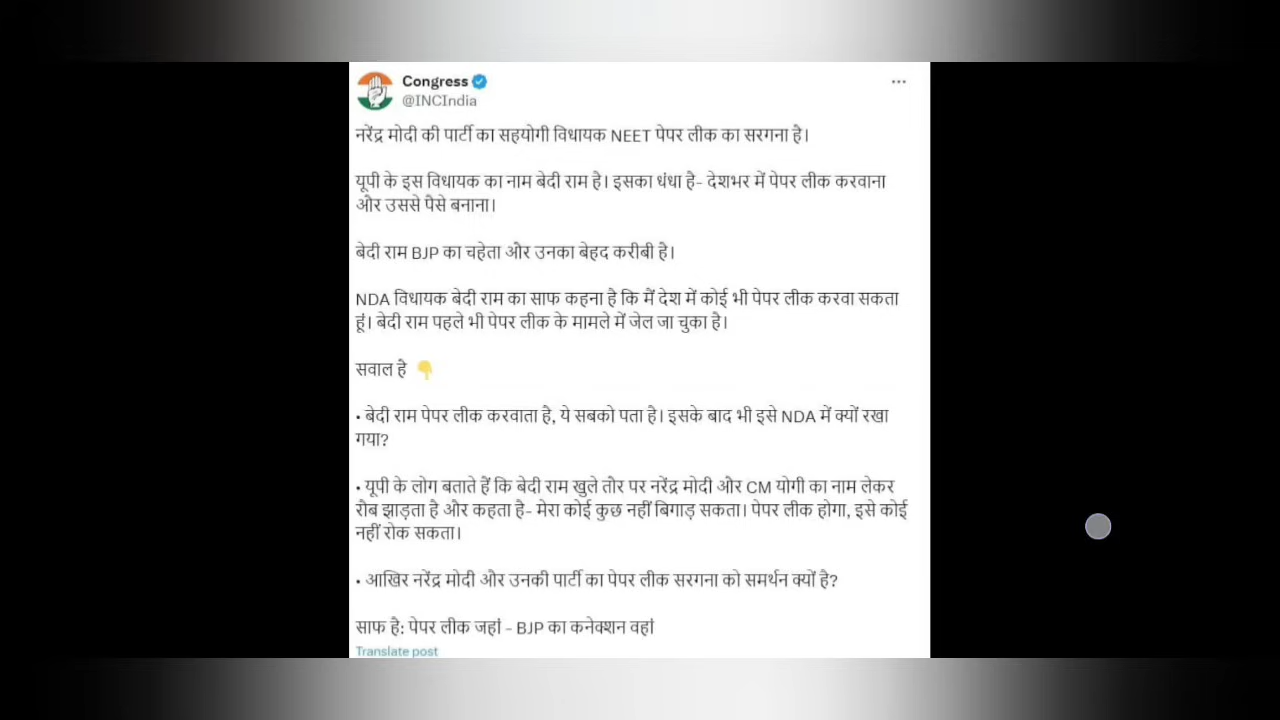 Congress
@INCIndia
नरेंद्र मोदी की पार्टी का सहयोगी विधायक NEET पेपर लीक का सरगना है।
यूपी के इस विधायक का नाम बेदी राम है। इसका धंधा है- देशभर में पेपर लीक करवाना
और उससे पैसे बनाना।
बेदी राम BJP का चहेता और उनका बेहद करीबी है।
NDA विधायक बेदी राम का साफ कहना है कि मैं देश में कोई भी पेपर लीक करवा सकता
हूं। बेदी राम पहले भी पेपर लीक के मामले में जेल जा चुका है।
सवाल है 👇
• बेदी राम पेपर लीक करवाता है, ये सबको पता है। इसके बाद भी इसे NDA में क्यों रखा
गया?
• यूपी के लोग बताते हैं कि बेदी राम खुले तौर पर नरेंद्र मोदी और CM योगी का नाम लेकर
रौब झाड़ता है और कहता है- मेरा कोई कुछ नहीं बिगाड़ सकता। पेपर लीक होगा, इसे कोई
नहीं रोक सकता।
• आखिर नरेंद्र मोदी और उनकी पार्टी का पेपर लीक सरगना को समर्थन क्यों है?
साफ है: पेपर लीक जहां - BJP का कनेक्शन वहां
Translate post